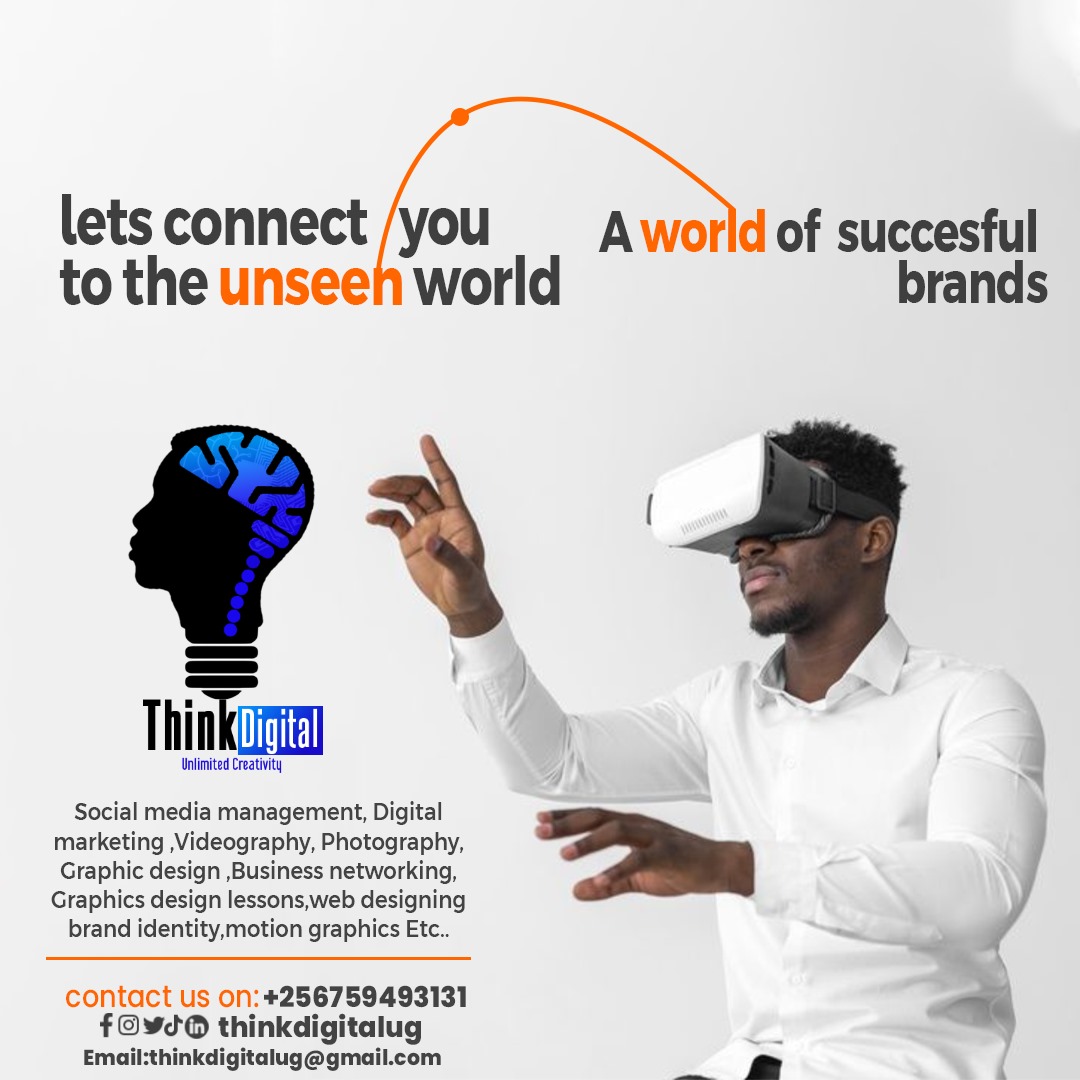 lets connect you
to the unseen world
A world of succesful
brands
ThinkDigital
Unlimited Creativity
Social media management, Digital
marketing ,Videography, Photography,
Graphic design ,Business networking,
Graphics design lessons,web designing
brand identity,motion graphics Etc..
contact us on:+256759493131
thinkdigitalug
Email:thinkdigitalug@gmail.com